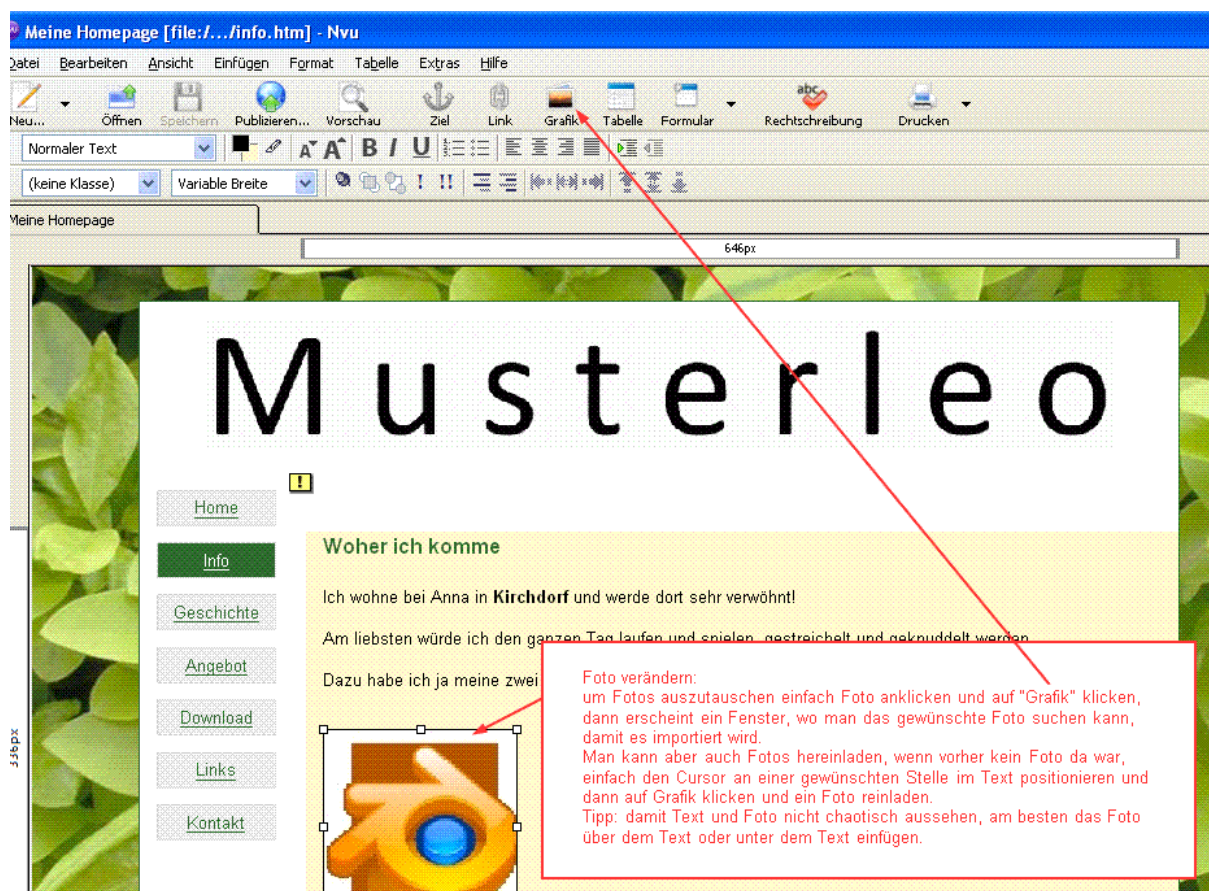 Meine Homepage [file:/.../info.htm] - Nvu
Datei Bearbeiten Ansicht Einfügen Format Tabelle Extras Hilfe
Neu... Öffnen Speichern Publizieren... Vorschau Ziel Link Grafik Tabelle Formular Rechtschreibung Drucken
Normaler Text
(keine Klasse) Variable Breite
Meine Homepage
646px
Musterleo
Home
Info
Geschichte
Angebot
Download
Links
Kontakt
Woher ich komme
Ich wohne bei Anna in Kirchdorf und werde dort sehr verwöhnt!
Am liebsten würde ich den ganzen Tag laufen und spielen, gestreichelt und geknuddelt werden
Dazu habe ich ja meine zwei
Foto verändern:
um Fotos auszutauschen einfach Foto anklicken und auf "Grafik" klicken,
dann erscheint ein Fenster, wo man das gewünschte Foto suchen kann,
damit es importiert wird.
Man kann aber auch Fotos hereinladen, wenn vorher kein Foto da war,
einfach den Cursor an einer gewünschten Stelle im Text positionieren und
dann auf Grafik klicken und ein Foto reinladen.
Tipp: damit Text und Foto nicht chaotisch aussehen, am besten das Foto
über dem Text oder unter dem Text einfügen.